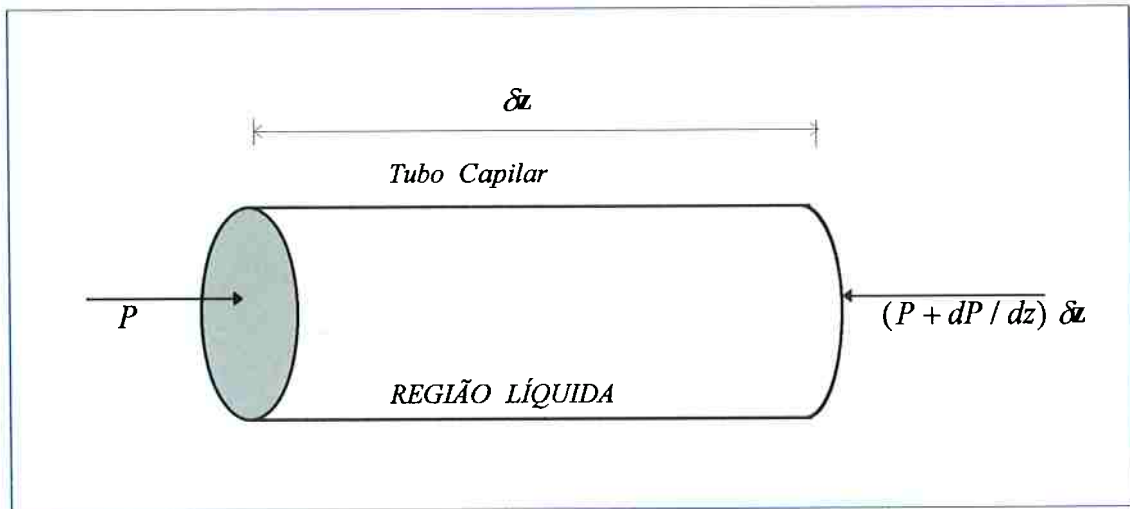 δz
Tubo Capilar
P
(P + dP / dz) δz
REGIÃO LÍQUIDA